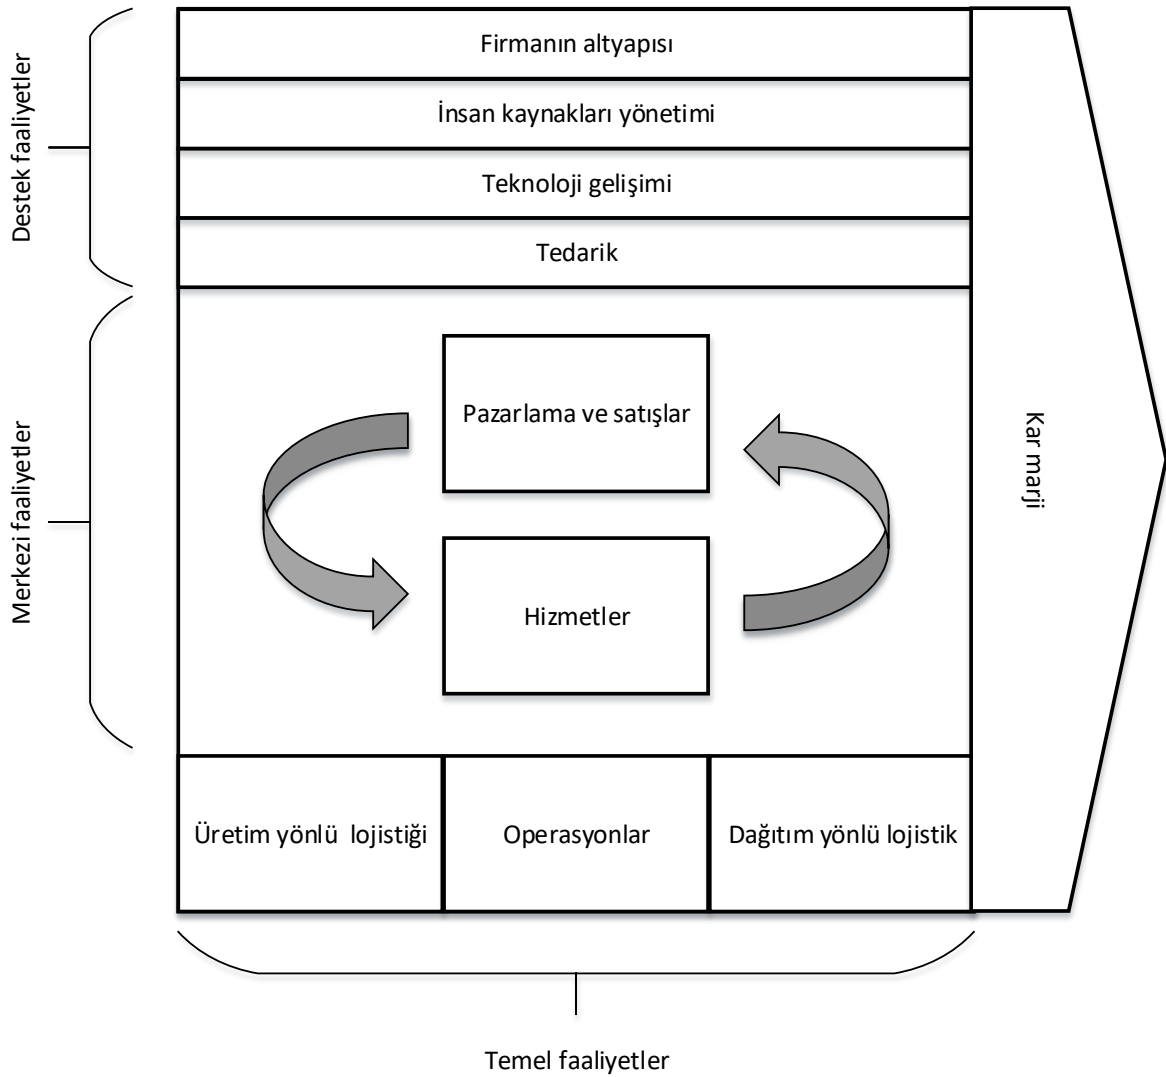 Destek faaliyetler
Firmanın altyapısı
İnsan kaynakları yönetimi
Teknoloji gelişimi
Tedarik
Merkezi faaliyetler
Pazarlama ve satışlar
Hizmetler
Kar marji
Üretim yönlü lojistiği
Operasyonlar
Dağıtım yönlü lojistik
Temel faaliyetler